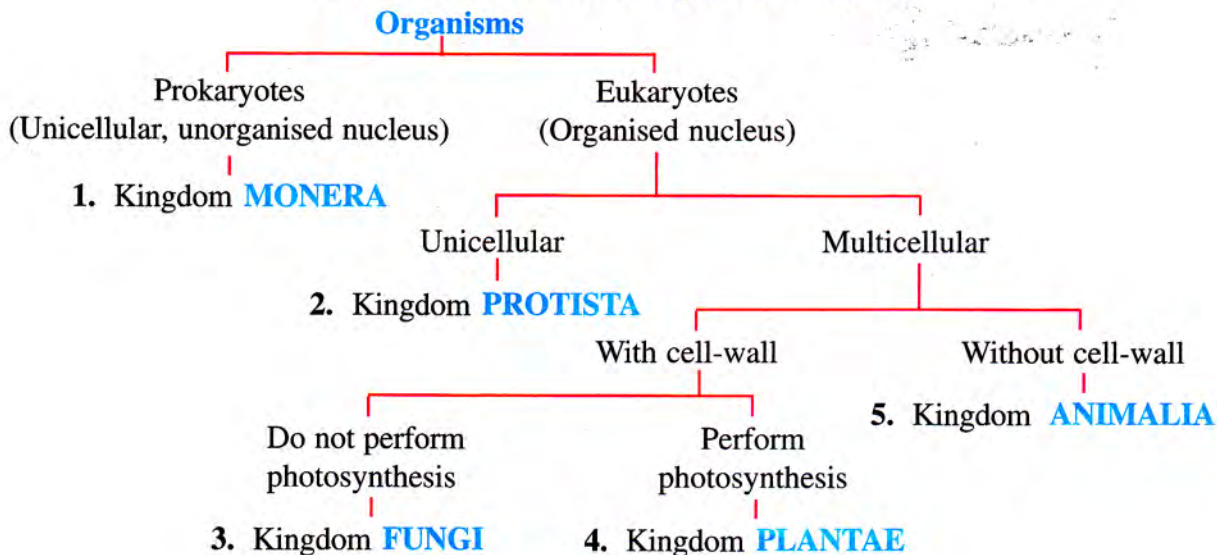 Organisms
Prokaryotes
(Unicellular, unorganised nucleus)
Eukaryotes
(Organised nucleus)
1. Kingdom MONERA
Unicellular
Multicellular
2. Kingdom PROTISTA
With cell-wall
Without cell-wall
5. Kingdom ANIMALIA
Do not perform
photosynthesis
Perform
photosynthesis
3. Kingdom FUNGI
4. Kingdom PLANTAE